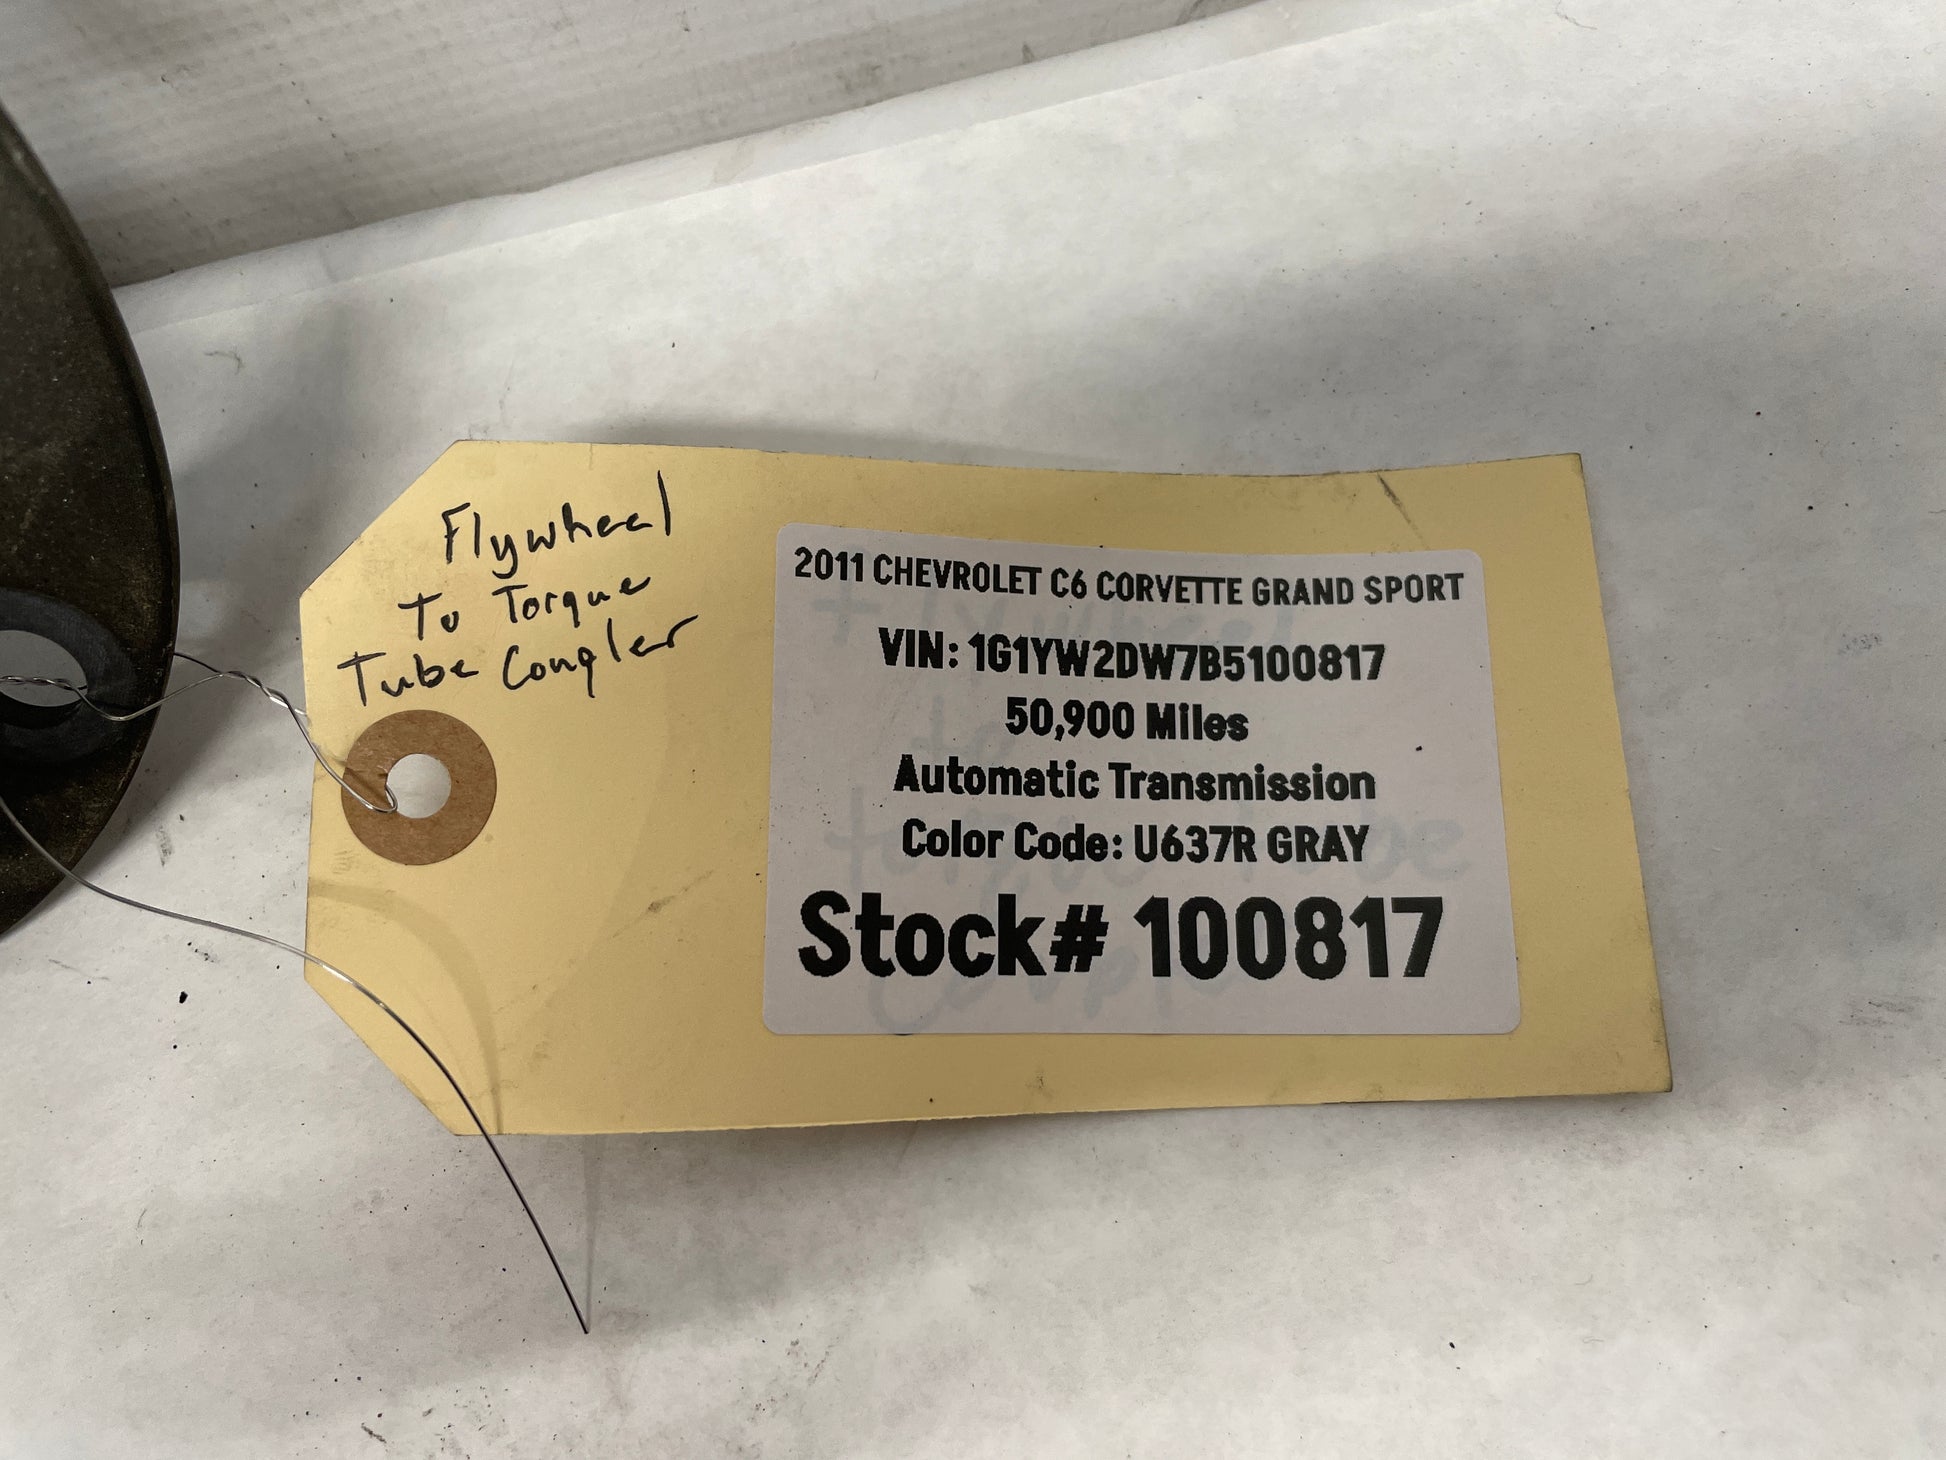 Flywheel
To Torque
Tube Coupler
2011 CHEVROLET C6 CORVETTE GRAND SPORT
VIN: 1G1YW2DW7B5100817
50,900 Miles
Automatic Transmission
Color Code: U637R GRAY
Stock# 100817